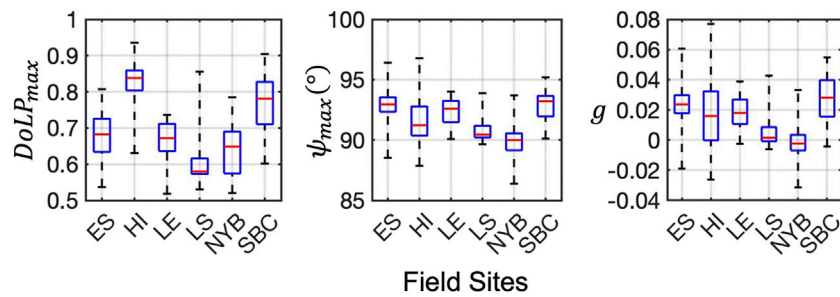 DoLP_max
1
0.9
0.8
0.7
0.6
0.5
ES HI LE LS NYB SBC
ψ_max(°)
100
95
90
85
ES HI LE LS NYB SBC
g
0.08
0.06
0.04
0.02
0
-0.02
-0.04
ES HI LE LS NYB SBC
Field Sites